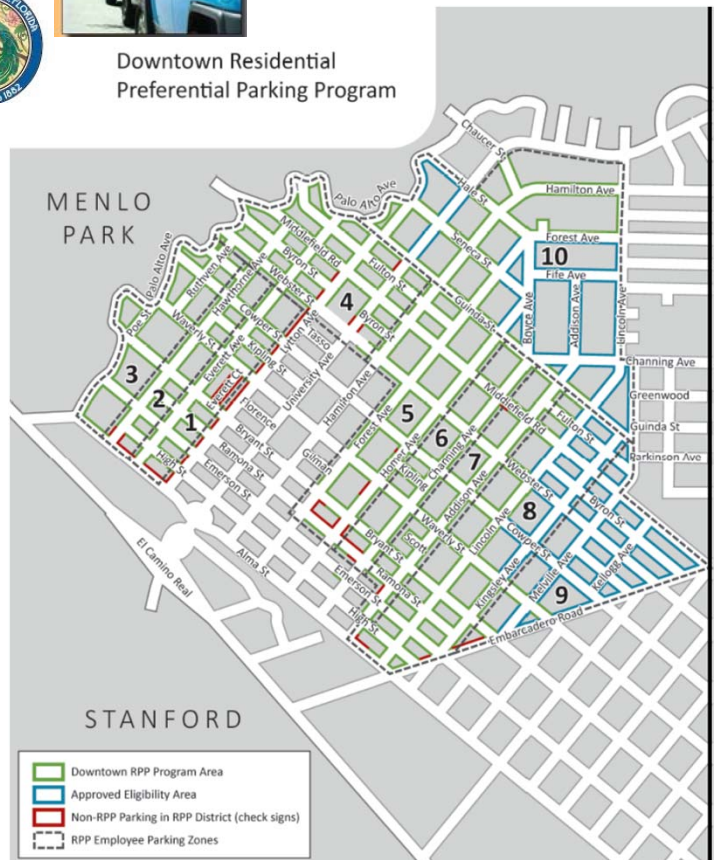 FLORIDA
1882
Downtown Residential
Preferential Parking Program
MENLO
PARK
Chaucer St
Palo Alto Ave
Hale St
Hamilton Ave
Seneca St
Forest Ave
10
Fife Ave
Palo Alto Ave
Middlefield Rd
Byron St
Fulton St
Ruthven Ave
Hawthorne Ave
Webster St
4
Guinda St
Boyce Ave
Addison Ave
Lincoln Ave
Poe St
Waverly St
Cowper St
Lytton Ave
Tasso
Byron St
Everett Ave
Kipling St
University Ave
Channing Ave
3
2
Everett Ct
Hamilton Ave
Middlefield Rd
Greenwood
1
Florence
5
Forest Ave
Fulton St
Guinda St
High St
Bryant St
Ramona St
Emerson St
Gilman
Homer Ave
6
Kipling
Channing Ave
7
Parkinson Ave
Addison Ave
Webster St
8
Byron St
Alma St
El Camino Real
Bryant St
Scott
Waverly St
Lincoln Ave
Cowper St
Emerson St
Ramona St
Kingsley Ave
Melville Ave
9
Kellogg Ave
High St
Embarcadero Road
STANFORD
Downtown RPP Program Area
Approved Eligibility Area
Non-RPP Parking in RPP District (check signs)
RPP Employee Parking Zones